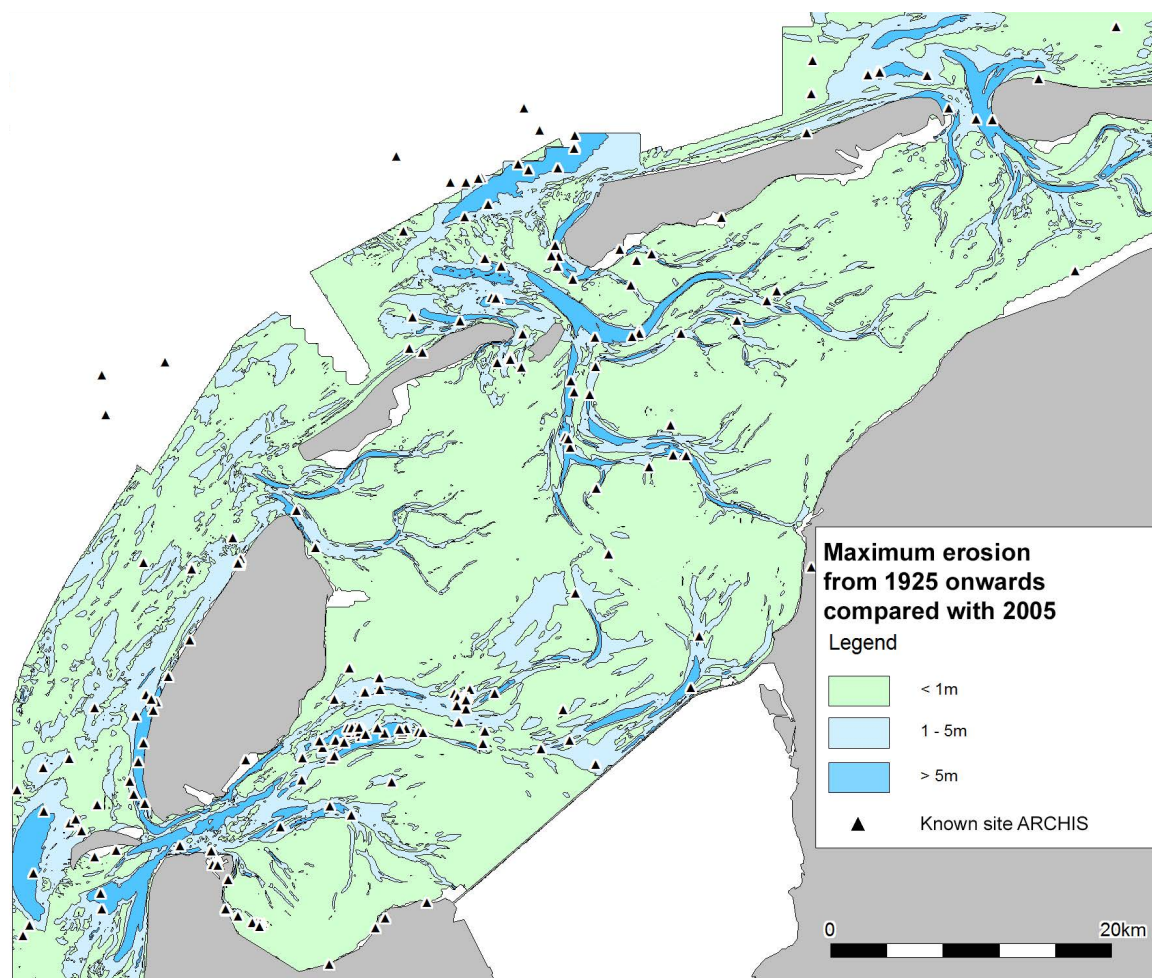 Maximum erosion
from 1925 onwards
compared with 2005
Legend
< 1m
1 - 5m
> 5m
Known site ARCHIS
0 20km